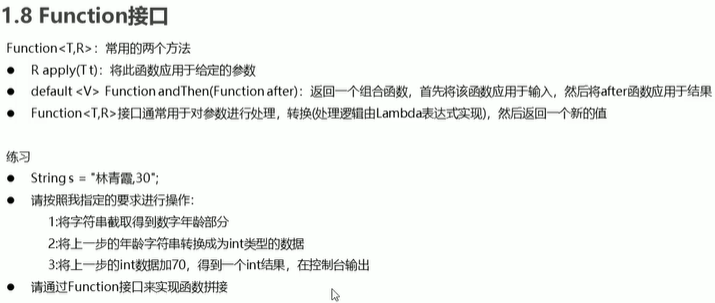 1.8 Function接口
Function<T,R>：常用的两个方法
● R apply(T t)：将此函数应用于给定的参数
● default <V> Function andThen(Function after)：返回一个组合函数，首先将该函数应用于输入，然后将after函数应用于结果
● Function<T,R>接口通常用于对参数进行处理，转换(处理逻辑由Lambda表达式实现)，然后返回一个新的值
练习
● String s = "林青霞,30";
● 请按照我指定的要求进行操作：
1:将字符串截取得到数字年龄部分
2:将上一步的年龄字符串转换成为int类型的数据
3:将上一步的int数据加70，得到一个int结果，在控制台输出
● 请通过Function接口来实现函数拼接